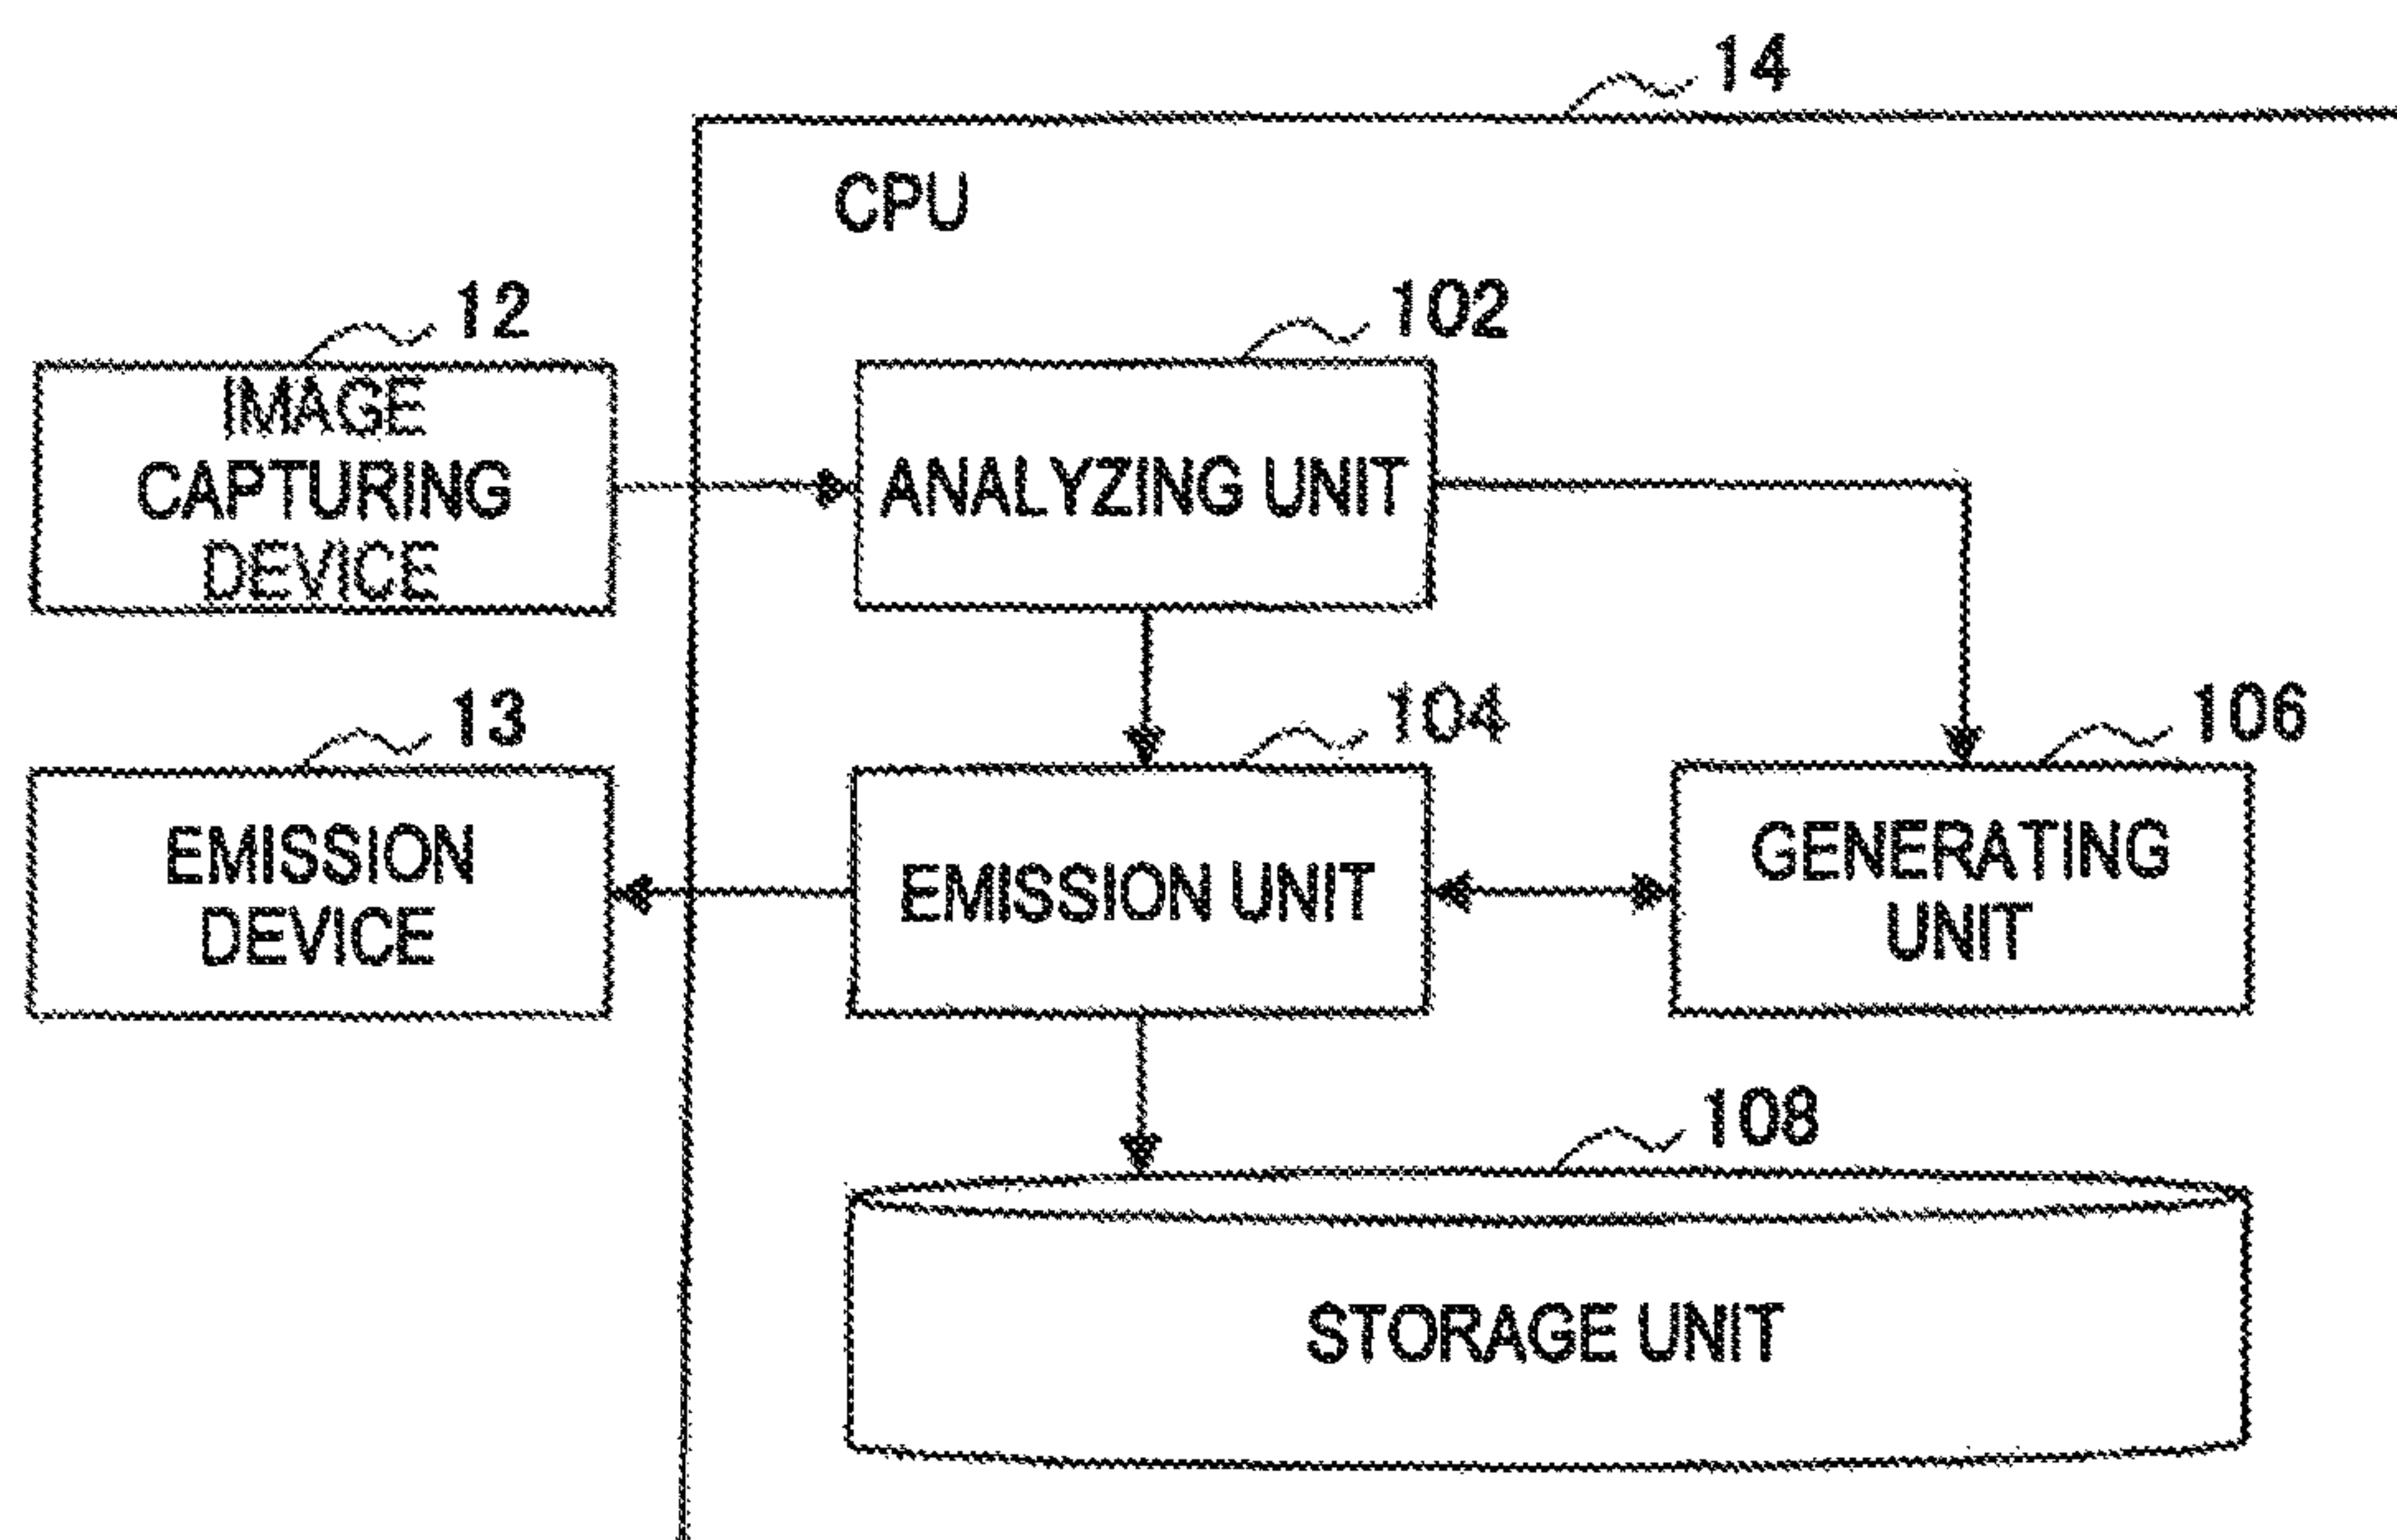 14
CPU
12
102
IMAGE
CAPTURING
DEVICE
ANALYZING UNIT
13
104
106
EMISSION
DEVICE
EMISSION UNIT
GENERATING
UNIT
108
STORAGE UNIT